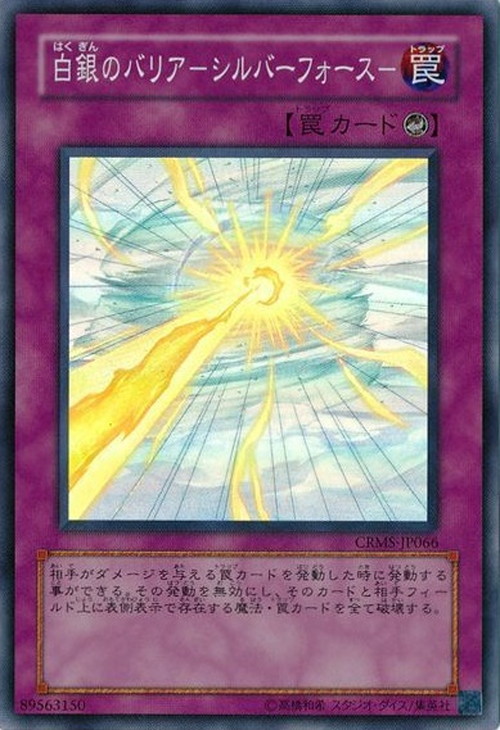 はくぎん
白銀のバリアーシルバーフォースー
トラップ
罠
トラップ
【罠カード】
CRMS-JP066
相手がダメージを与える罠カードを発動した時に発動する
事ができる。その発動を無効にし、そのカードと相手フィー
ルド上に表側表示で存在する魔法・罠カードを全て破壊する。
89563150
©高橋和希 スタジオ・ダイス/集英社